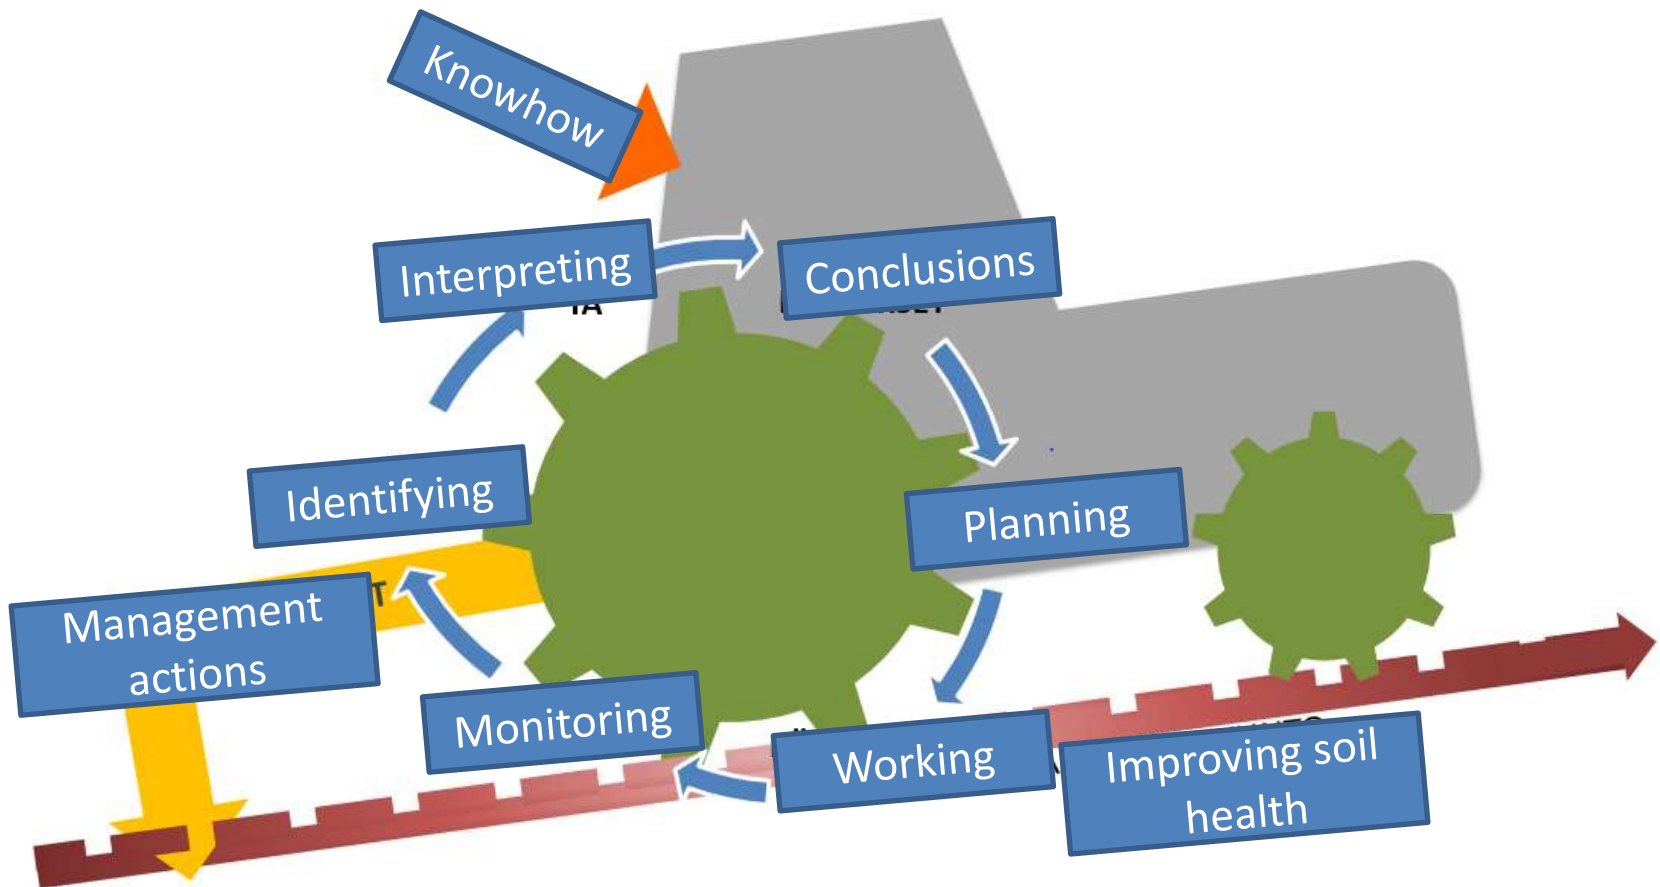 Knowhow
Interpreting
Conclusions
Identifying
Planning
Management
actions
Monitoring
Working
Improving soil
health